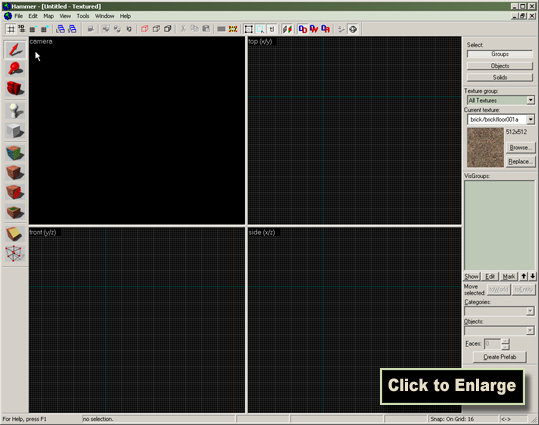 Hammer - [Untitled - Textured]
File Edit Map View Tools Window Help
camera
top (x/y)
front (y/z)
side (x/z)
Select:
Groups
Objects
Solids
Texture group:
All Textures
Current texture:
brick/brickfloor001a
512x512
Browse...
Replace...
VisGroups:
Show Edit Mark
Move selected:
toWorld toEntity
Categories:
Objects:
Faces: 0
Create Prefab
Click to Enlarge
For Help, press F1 no selection. Snap: On Grid: 16 <->